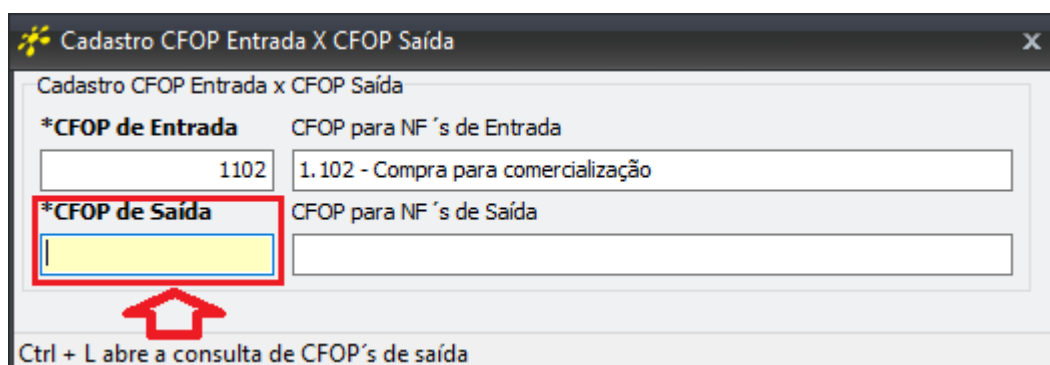 Cadastro CFOP Entrada X CFOP Saída x
Cadastro CFOP Entrada x CFOP Saída
*CFOP de Entrada CFOP para NF ´s de Entrada
1102 1.102 - Compra para comercialização
*CFOP de Saída CFOP para NF ´s de Saída
Ctrl + L abre a consulta de CFOP´s de saída